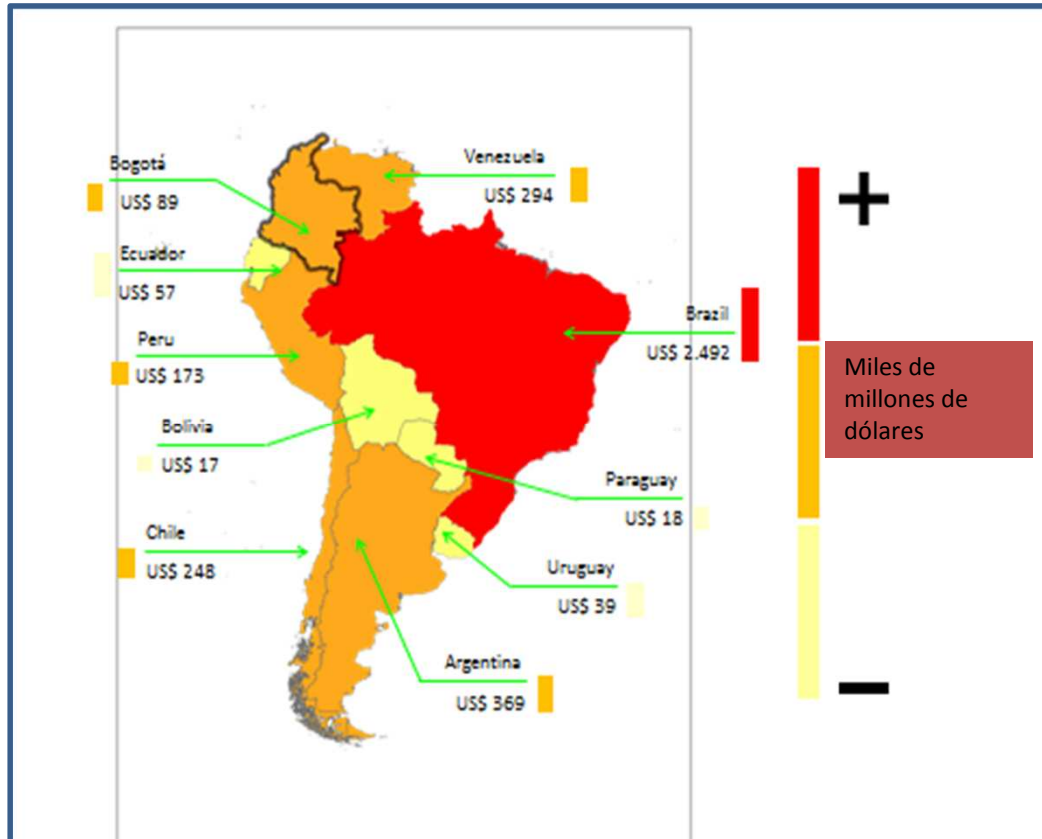 Bogotá
US$ 89
Venezuela
US$ 294
Ecuador
US$ 57
Brazil
US$ 2.492
Peru
US$ 173
Bolivia
US$ 17
Paraguay
US$ 18
Chile
US$ 248
Uruguay
US$ 39
Argentina
US$ 369
+
Miles de
millones de
dólares
−